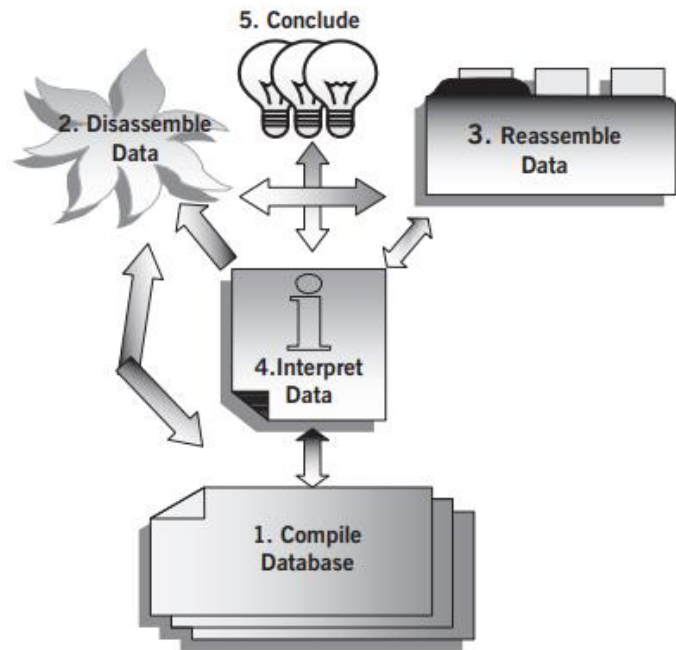 5. Conclude
2. Disassemble
Data
3. Reassemble
Data
4.Interpret
Data
1. Compile
Database